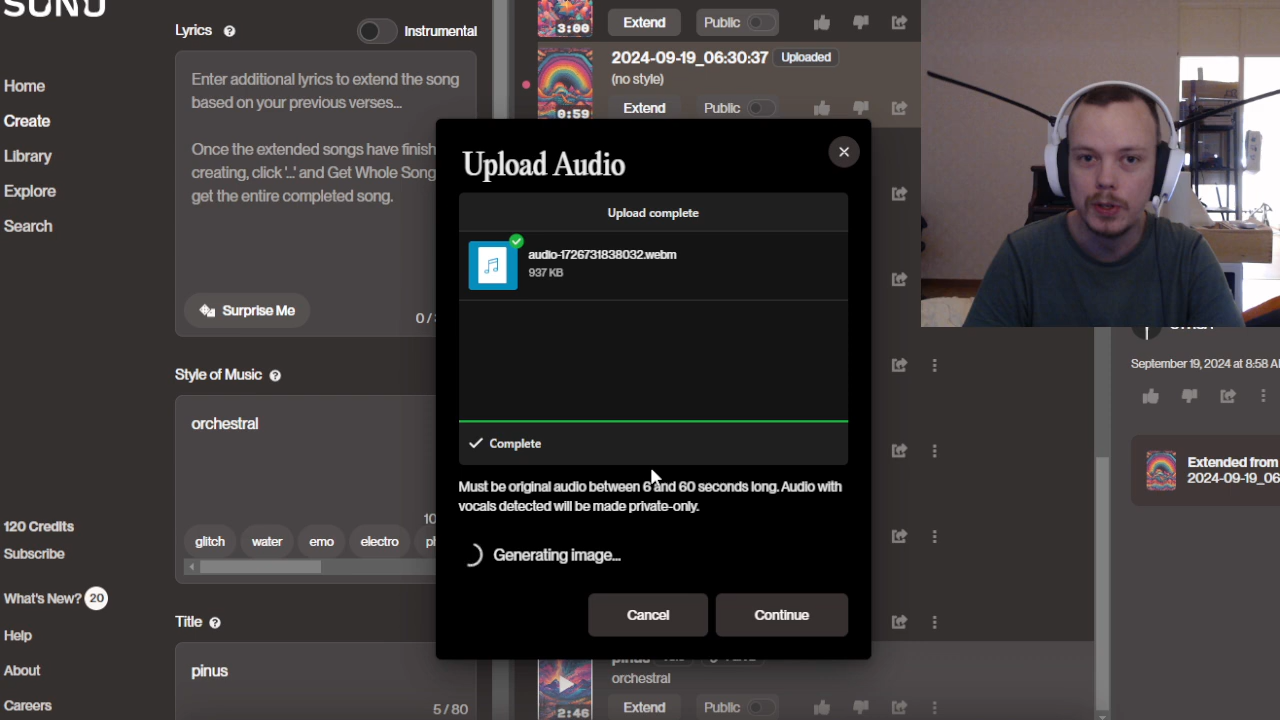 SUNO
Home
Create
Library
Explore
Search
120 Credits
Subscribe
What's New? 20
Help
About
Careers
Lyrics
Instrumental
Enter additional lyrics to extend the song
based on your previous verses...
Once the extended songs have finish
creating, click '...' and Get Whole Song
get the entire completed song.
Surprise Me
0/
Style of Music
orchestral
10
glitch
water
emo
electro
Title
pinus
5/80
3:00
Extend
Public
2024-09-19_06:30:37
Uploaded
(no style)
0:59
Extend
Public
Upload Audio
Upload complete
audio-1726731838032.webm
937 KB
Complete
Must be original audio between 6 and 60 seconds long. Audio with
vocals detected will be made private-only.
Generating image...
Cancel
Continue
pinus
orchestral
2:46
Extend
Public
September 19, 2024 at 8:58 A
Extended from
2024-09-19_06